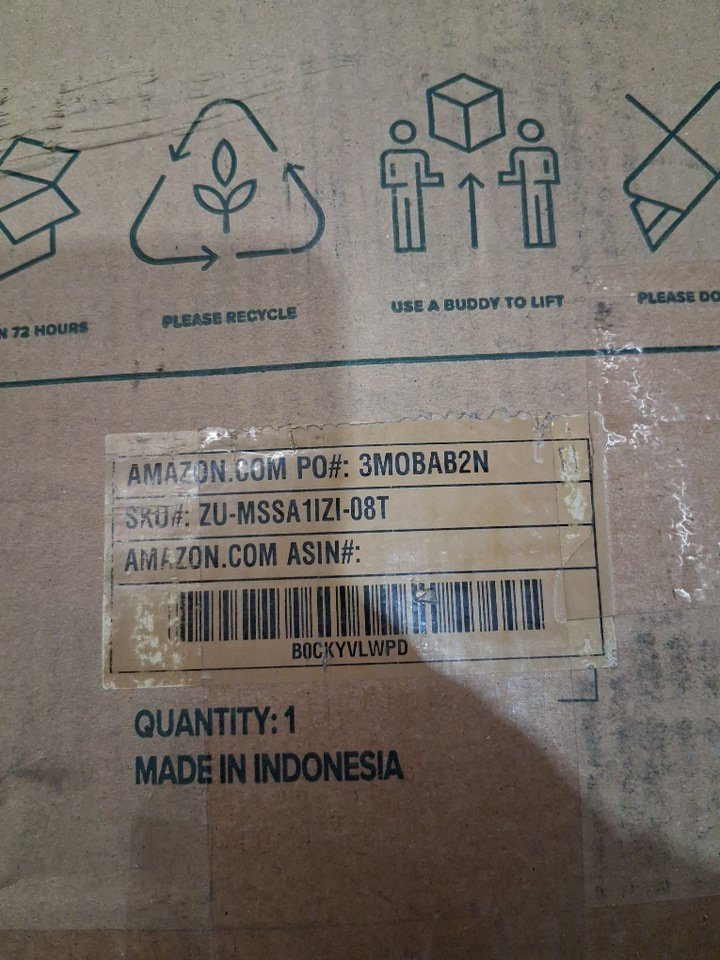 N 72 HOURS
PLEASE RECYCLE
USE A BUDDY TO LIFT
PLEASE DO
AMAZON.COM PO#: 3MOBAB2N
SKU#: ZU-MSSA1IZI-08T
AMAZON.COM ASIN#:
B0CKYVLWPD
QUANTITY: 1
MADE IN INDONESIA